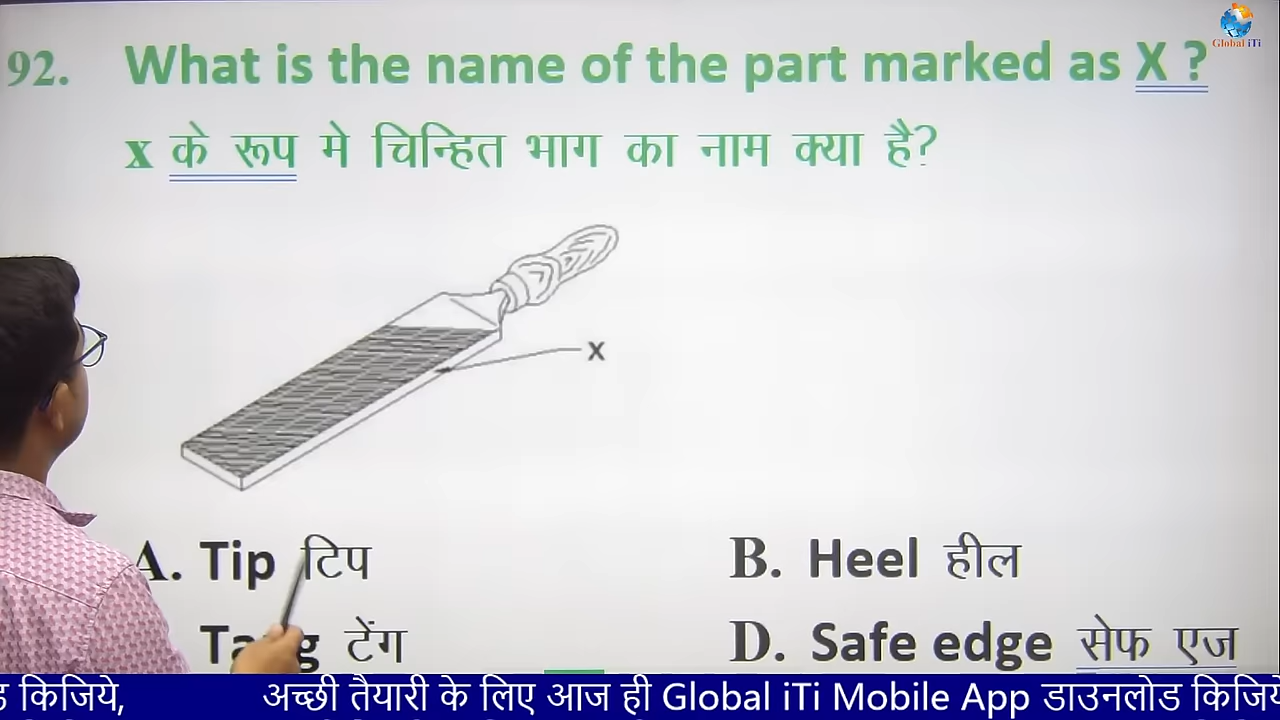 Global iTi
92. What is the name of the part marked as X ?
x के रूप मे चिन्हित भाग का नाम क्या है?
X
A. Tip टिप
B. Heel हील
टेंग
D. Safe edge सेफ एज
किजिये, अच्छी तैयारी के लिए आज ही Global iTi Mobile App डाउनलोड किजिये